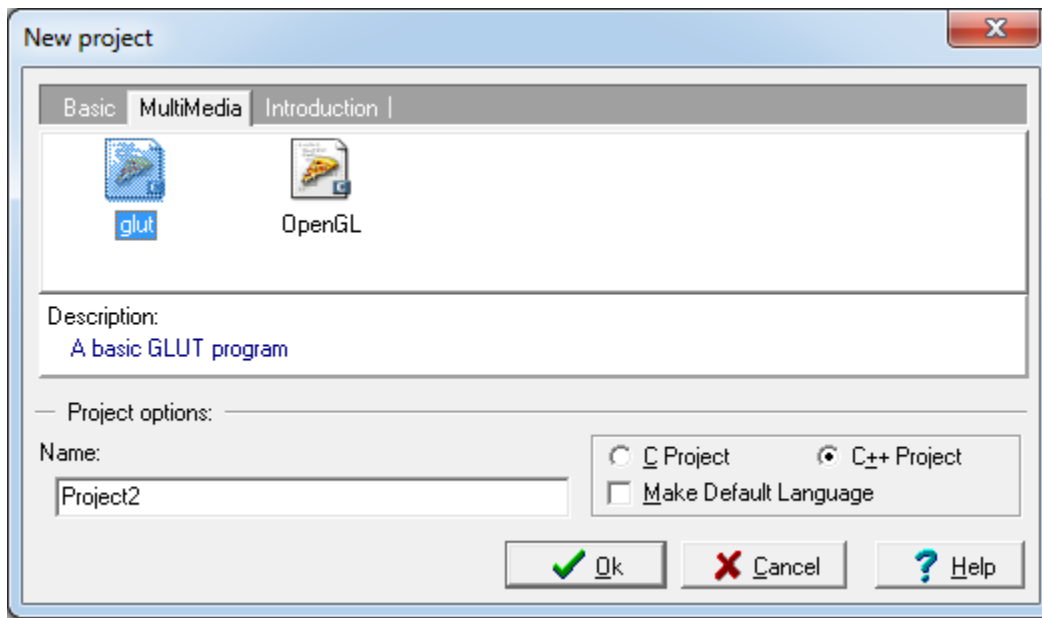 New project
Basic MultiMedia Introduction
glut OpenGL
Description:
A basic GLUT program
Project options:
Name:
C Project C++ Project
Project2
Make Default Language
Ok Cancel Help